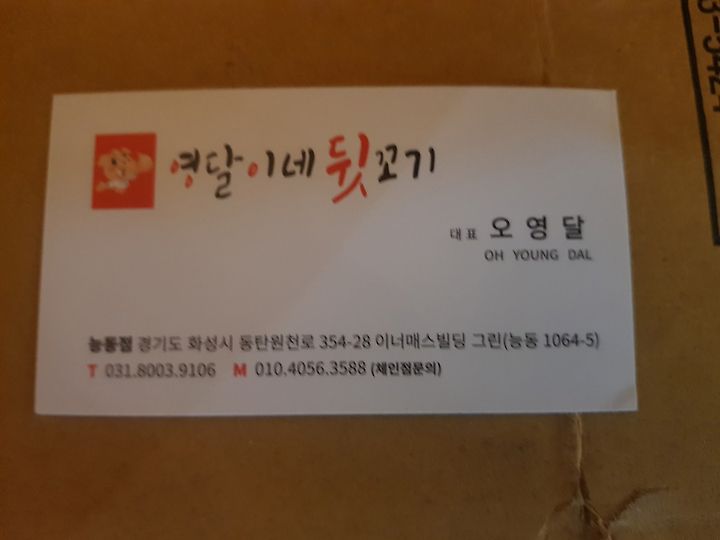 영달이네 뒷꼬기
대표 오영달
OH YOUNG DAL
능동점 경기도 화성시 동탄원천로 354-28 이너매스빌딩 그린(능동 1064-5)
T 031.8003.9106 M 010.4056.3588 (체인점문의)